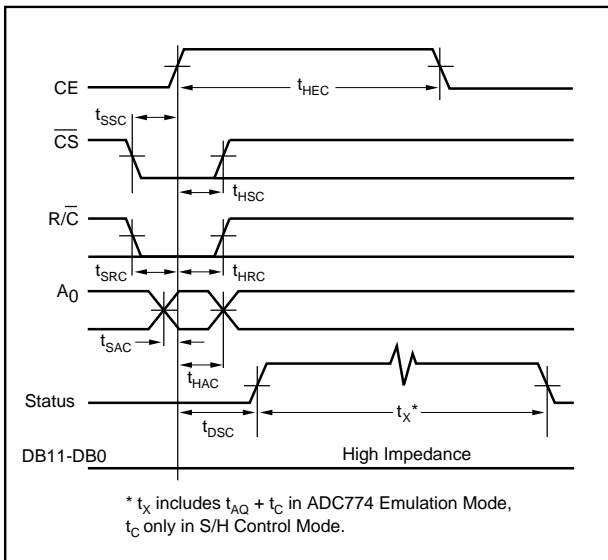 CE
t_HEC
t_SSC
C̅S̅
t_HSC
R/C̅
t_SRC
t_HRC
A_0
t_SAC
t_HAC
Status
t_DSC
t_X*
DB11-DB0
High Impedance
* t_X includes t_AQ + t_C in ADC774 Emulation Mode,
t_C only in S/H Control Mode.